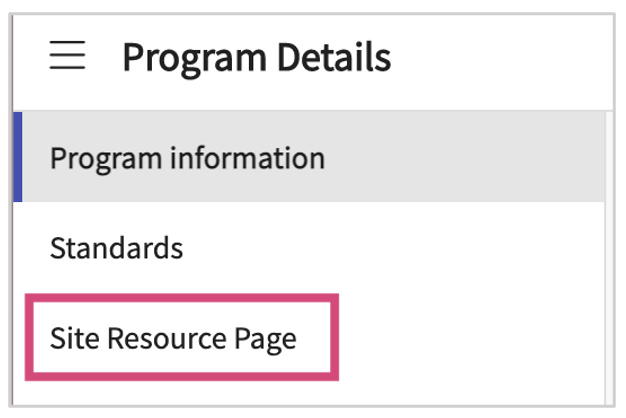 Program Details
Program information
Standards
Site Resource Page